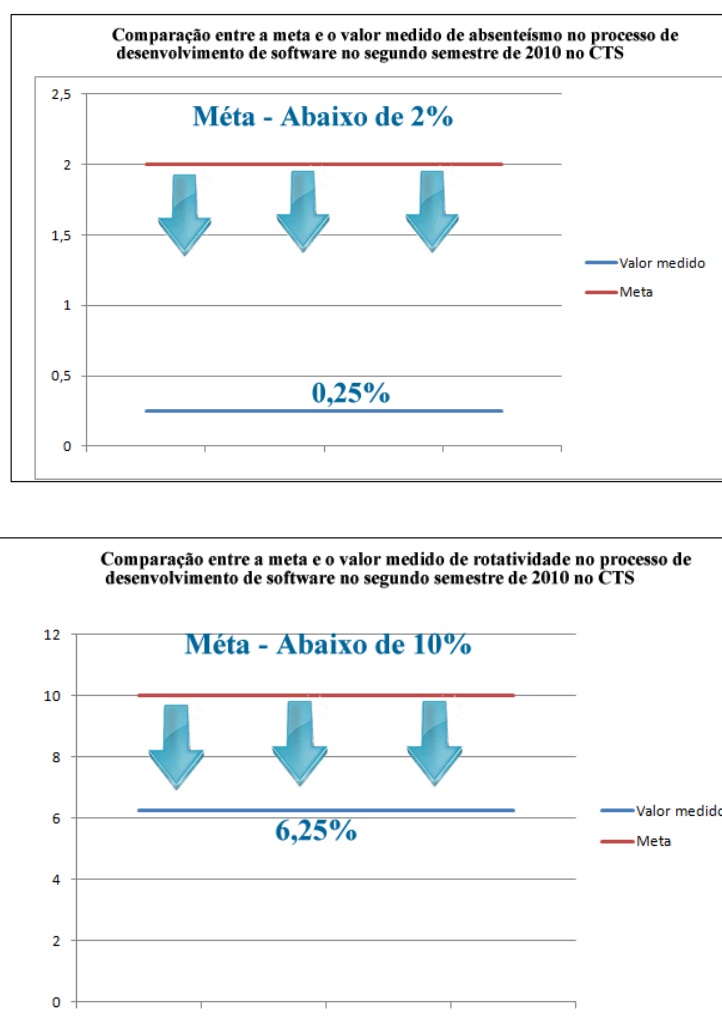 Comparação entre a meta e o valor medido de absenteísmo no processo de
desenvolvimento de software no segundo semestre de 2010 no CTS
2,5
Méta - Abaixo de 2%
2
1,5
Valor medido
Meta
1
0,5
0,25%
0
Comparação entre a meta e o valor medido de rotatividade no processo de
desenvolvimento de software no segundo semestre de 2010 no CTS
12
Méta - Abaixo de 10%
10
8
6
Valor medido
6,25%
Meta
4
2
0